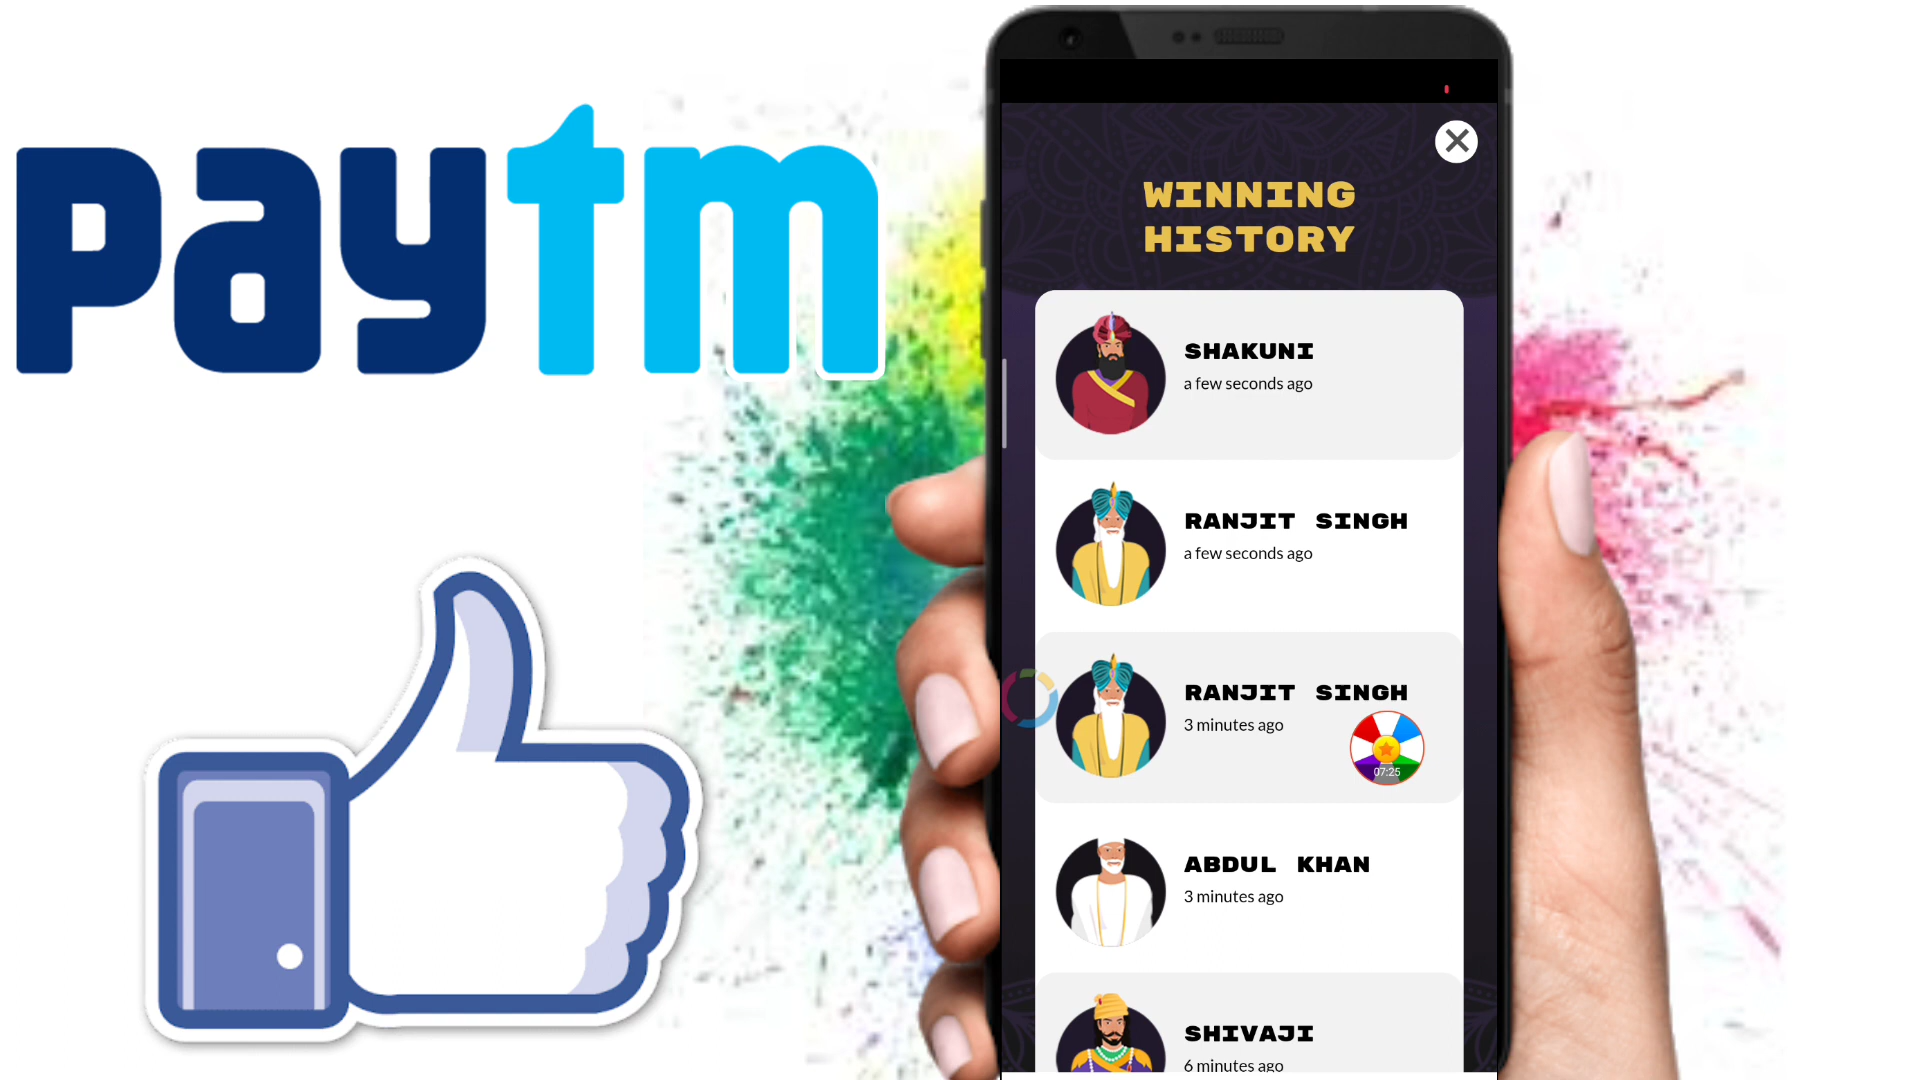 paytm
WINNING
HISTORY
SHAKUNI
a few seconds ago
RANJIT SINGH
a few seconds ago
RANJIT SINGH
3 minutes ago
07:25
ABDUL KHAN
3 minutes ago
SHIVAJI
6 minutes ago